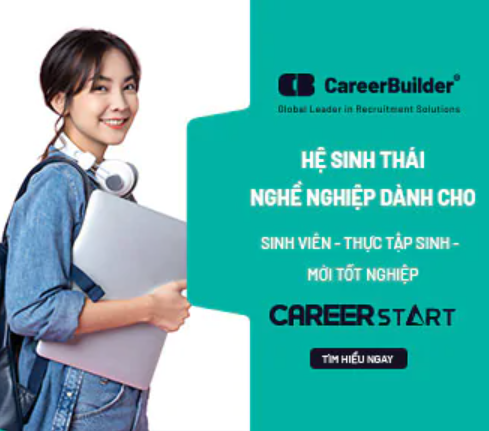 CareerBuilder®
Global Leader in Recruitment Solutions
HỆ SINH THÁI
NGHỀ NGHIỆP DÀNH CHO
SINH VIÊN - THỰC TẬP SINH -
MỚI TỐT NGHIỆP
CAREERSTART
TÌM HIỂU NGAY